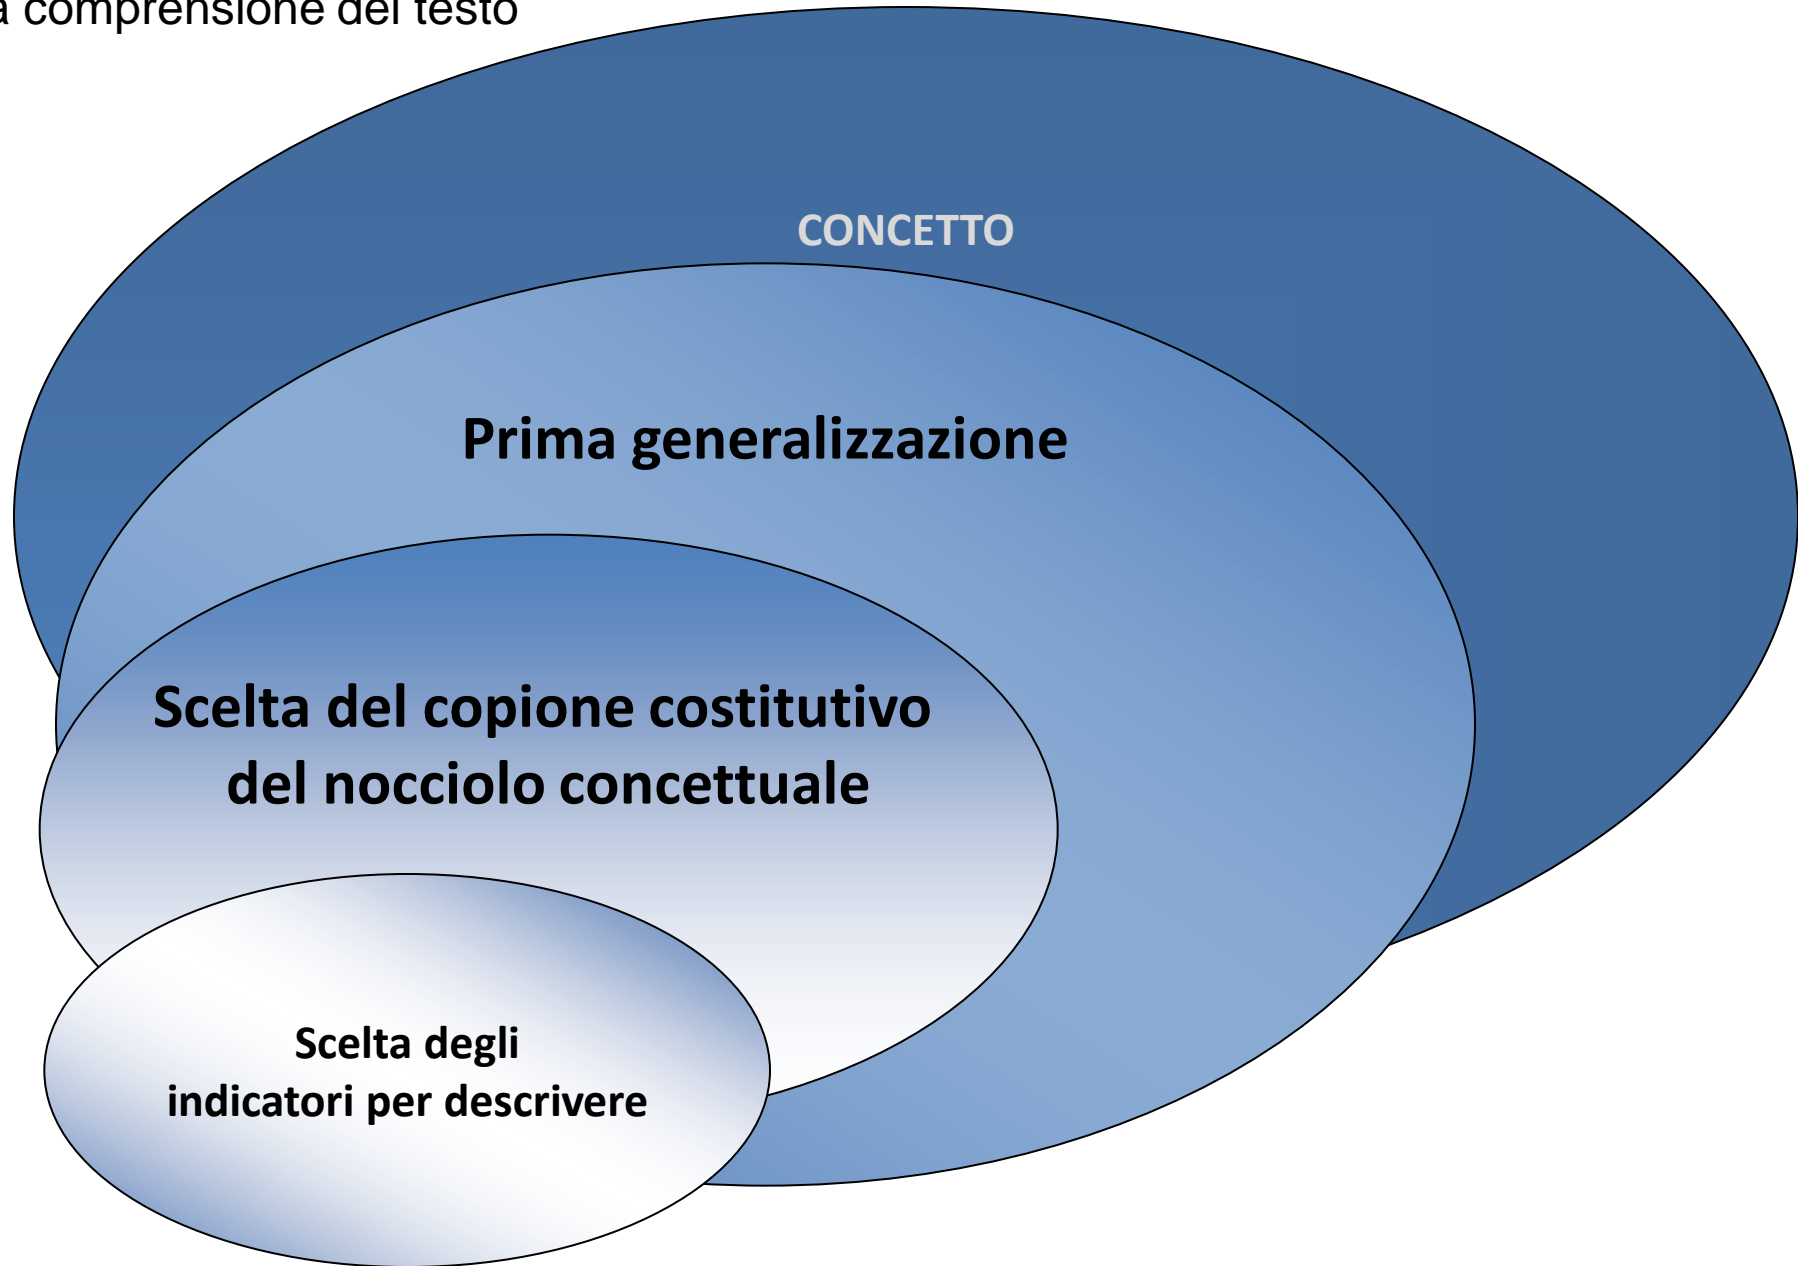 a comprensione del testo
CONCETTO
Prima generalizzazione
Scelta del copione costitutivo
del nocciolo concettuale
Scelta degli
indicatori per descrivere